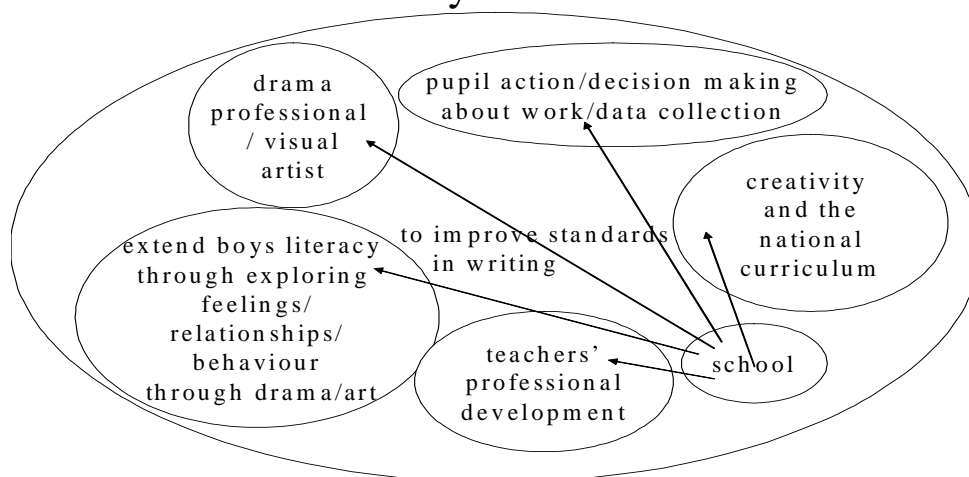 drama
professional
/ visual
artist
pupil action/decision making
about work/data collection
creativity
and the
national
curriculum
to improve standards
in writing
extend boys literacy
through exploring
feelings/
relationships/
behaviour
through drama/art
teachers’
professional
development
school